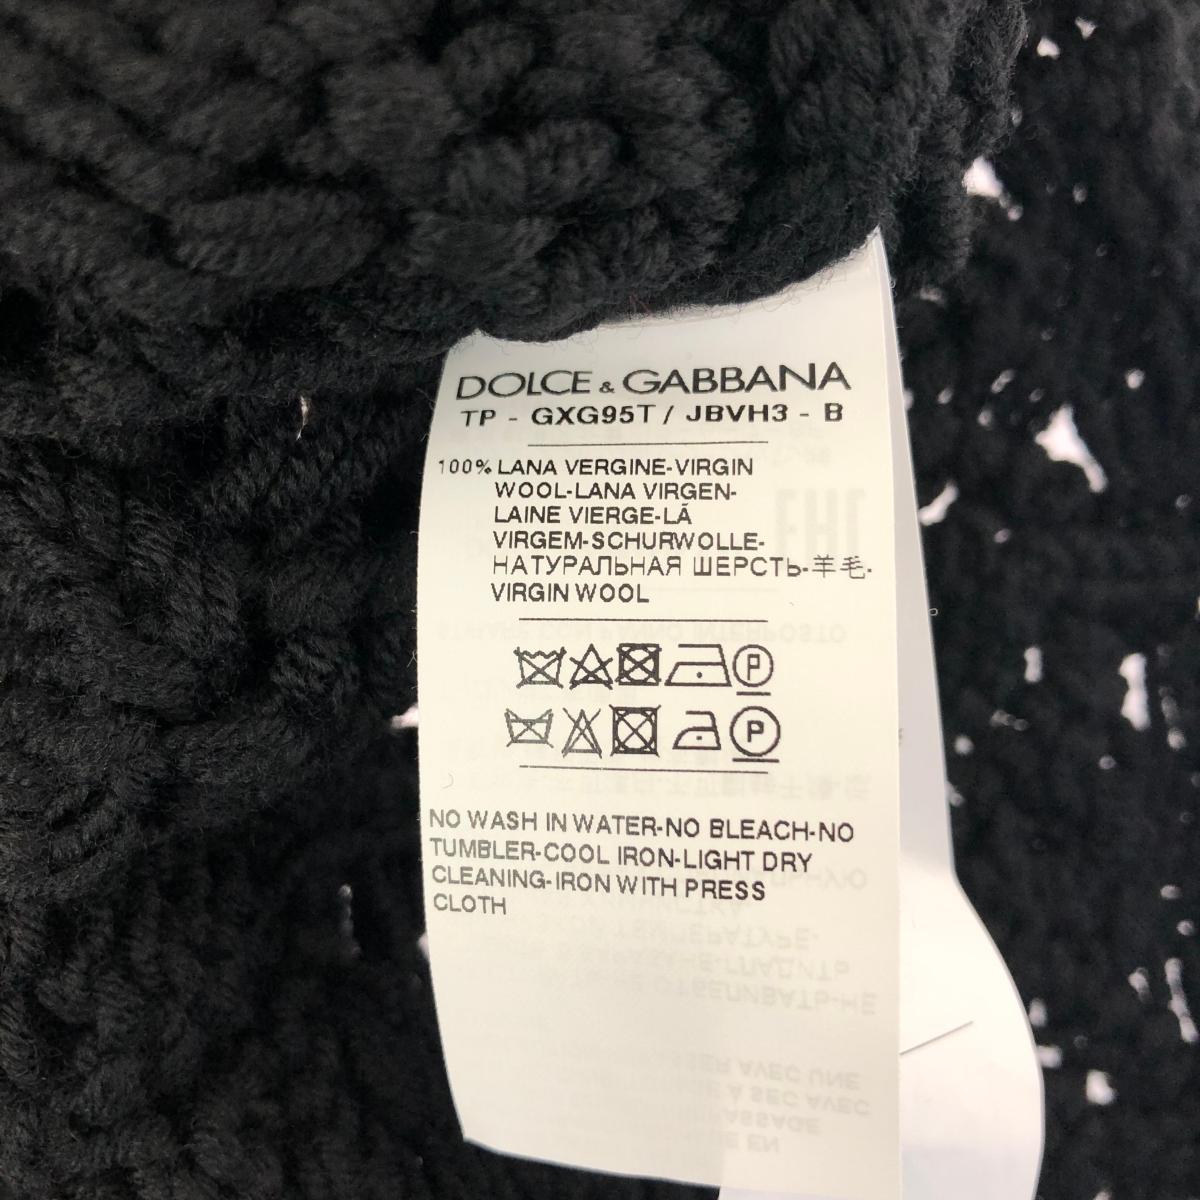 DOLCE & GABBANA
TP - GXG95T / JBVH3 - B
100% LANA VERGINE-VIRGIN
WOOL-LANA VIRGEN-
LAINE VIERGE-LÃ
VIRGEM-SCHURWOLLE-
НАТУРАЛЬНАЯ ШЕРСТЬ-羊毛-
VIRGIN WOOL
P
P
NO WASH IN WATER-NO BLEACH-NO
TUMBLER-COOL IRON-LIGHT DRY
CLEANING-IRON WITH PRESS
CLOTH